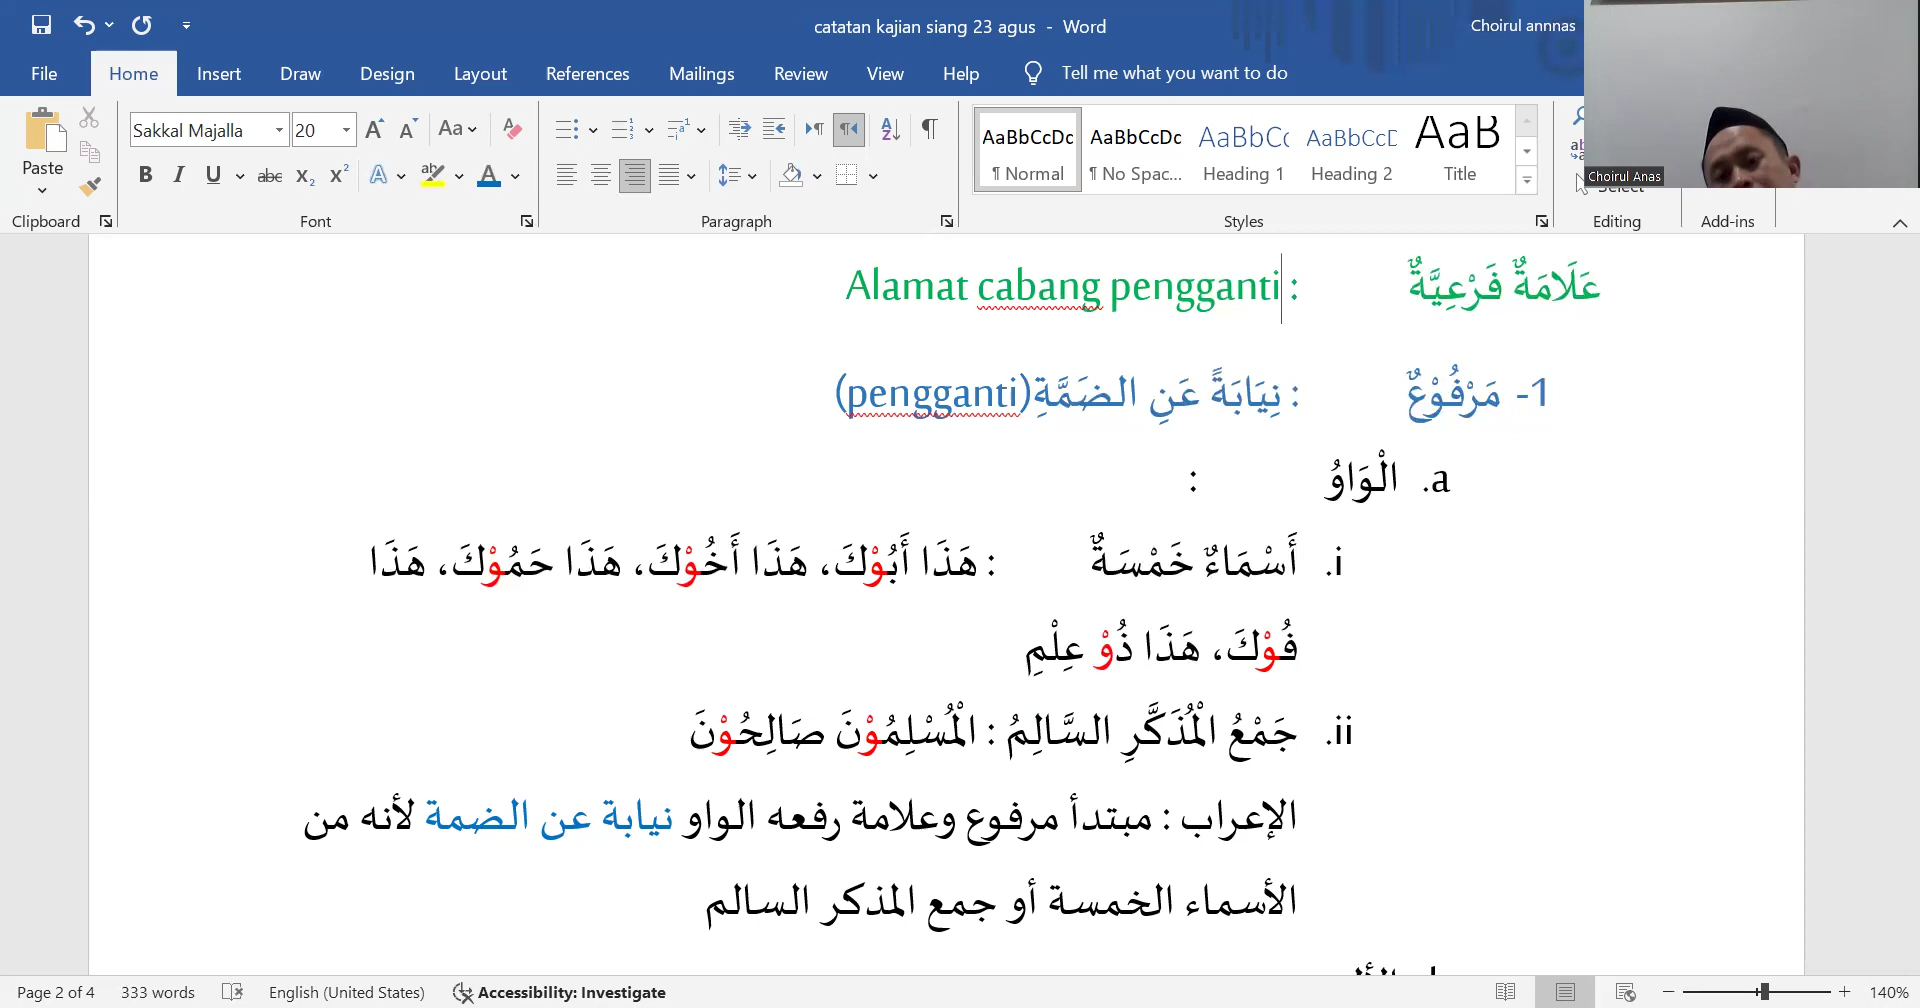 catatan kajian siang 23 agus - Word
Choirul annnas
File Home Insert Draw Design Layout References Mailings Review View Help Tell me what you want to do
Paste
Clipboard
Sakkal Majalla 20
Font
Paragraph
AaBbCcDc AaBbCcDc AaBbCc AaBbCcD AaB
¶ Normal ¶ No Spac... Heading 1 Heading 2 Title
Styles
Select
Editing
Add-ins
Choirul Anas
عَلَامَةٌ فَرْعِيَّةٌ : Alamat cabang pengganti
1- مَرْفُوْعٌ : نِيَابَةً عَنِ الضَمَّةِ(pengganti)
a. الْوَاوُ :
i. أَسْمَاءٌ خَمْسَةٌ : هَذَا أَبُوْكَ، هَذَا أَخُوْكَ، هَذَا حَمُوْكَ، هَذَا
فُوْكَ، هَذَا ذُوْ عِلْمِ
ii. جَمْعُ الْمُذَكَّرِ السَّالِمُ : الْمُسْلِمُوْنَ صَالِحُوْنَ
الإعراب : مبتدأ مرفوع وعلامة رفعه الواو نيابة عن الضمة لأنه من
الأسماء الخمسة أو جمع المذكر السالم
Page 2 of 4 333 words English (United States) Accessibility: Investigate 140%